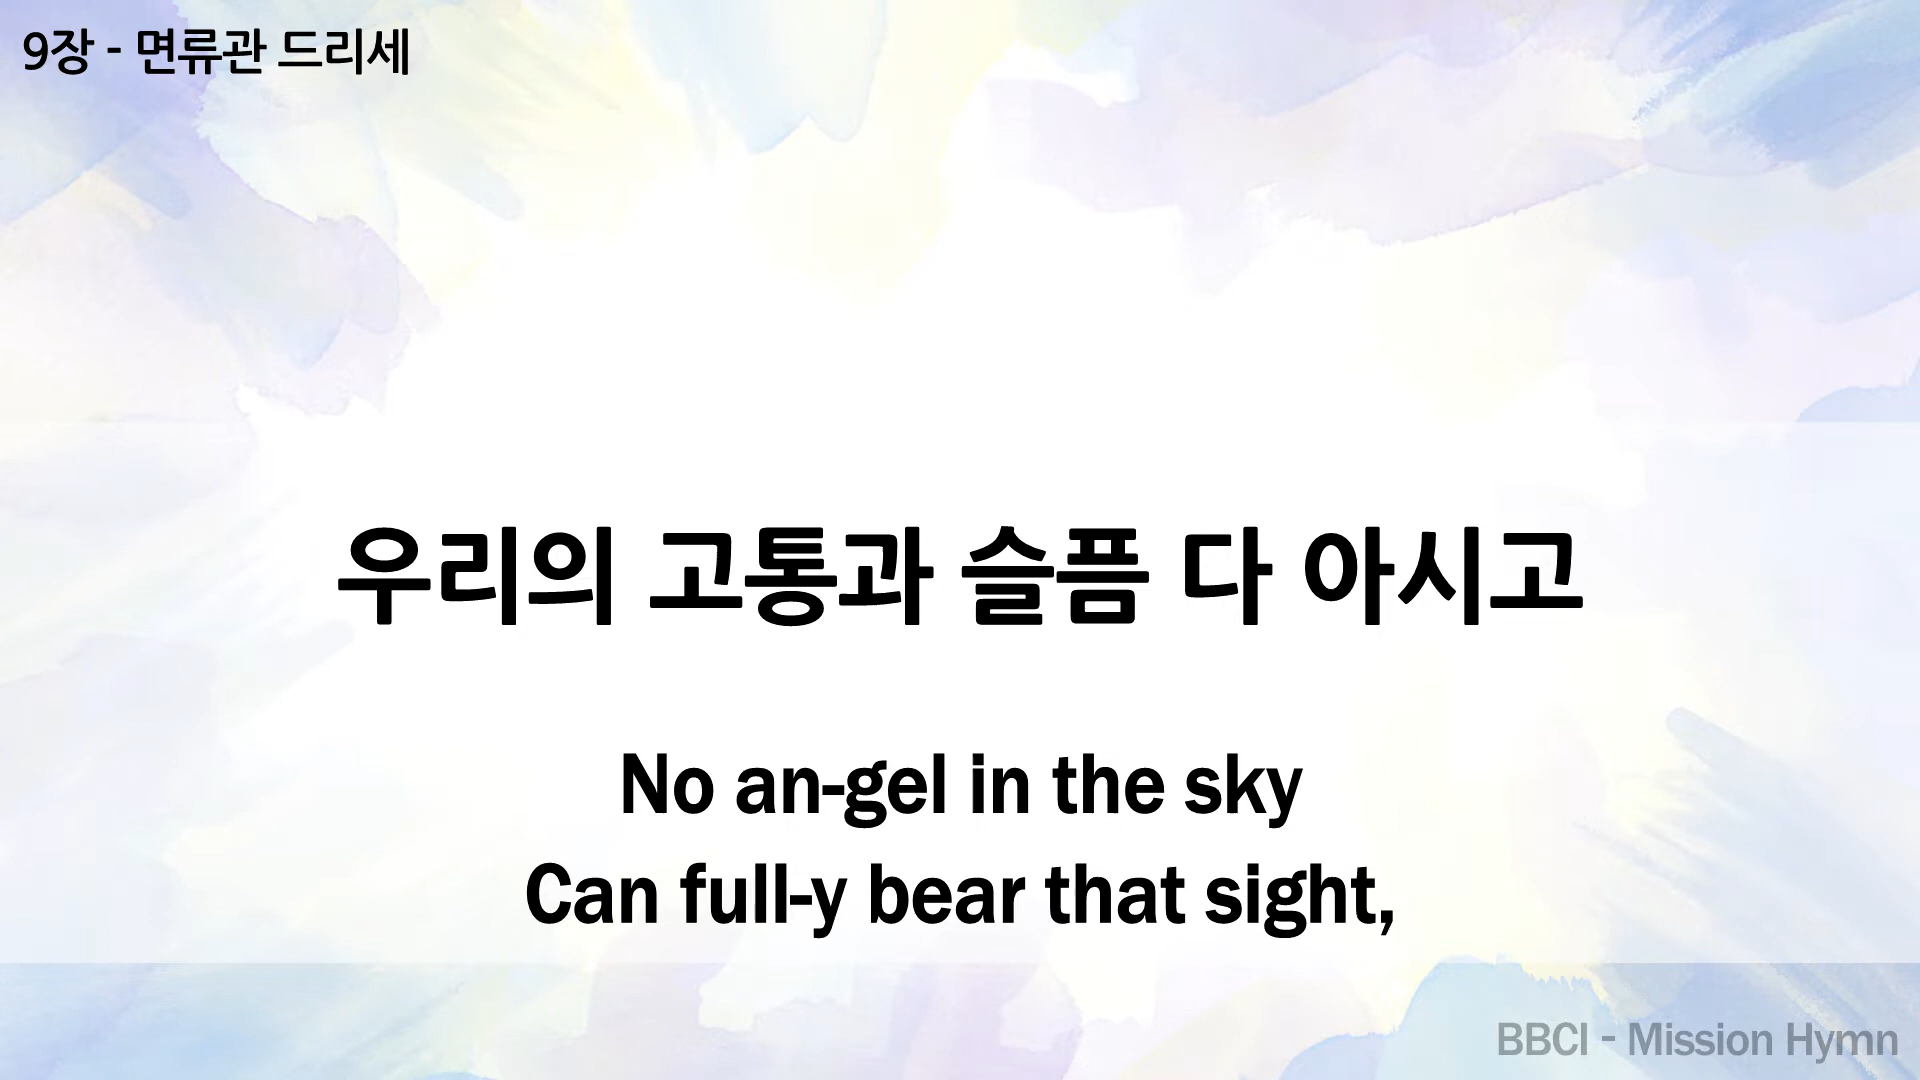 9장 - 면류관 드리세
우리의 고통과 슬픔 다 아시고
No an-gel in the sky
Can full-y bear that sight,
BBCI - Mission Hymn